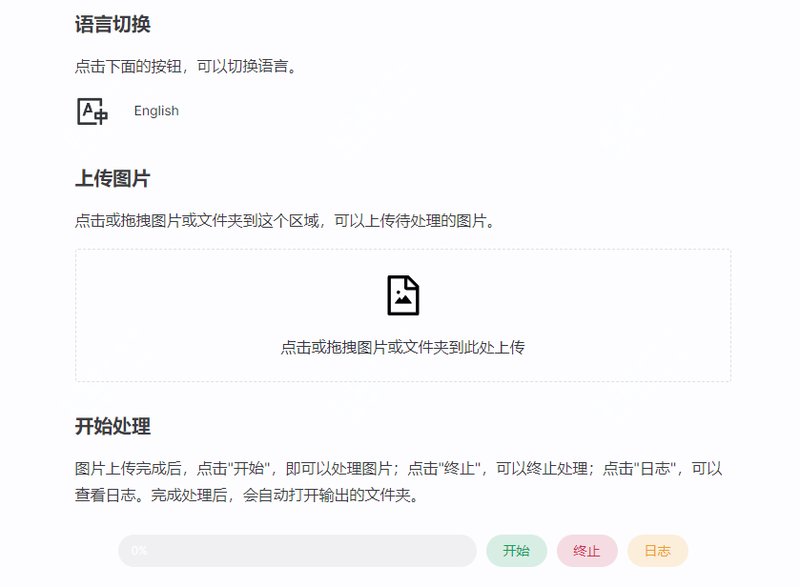 语言切换
点击下面的按钮，可以切换语言。
A中 English
上传图片
点击或拖拽图片或文件夹到这个区域，可以上传待处理的图片。
点击或拖拽图片或文件夹到此处上传
开始处理
图片上传完成后，点击"开始"，即可以处理图片；点击"终止"，可以终止处理；点击"日志"，可以
查看日志。完成处理后，会自动打开输出的文件夹。
0% 开始 终止 日志